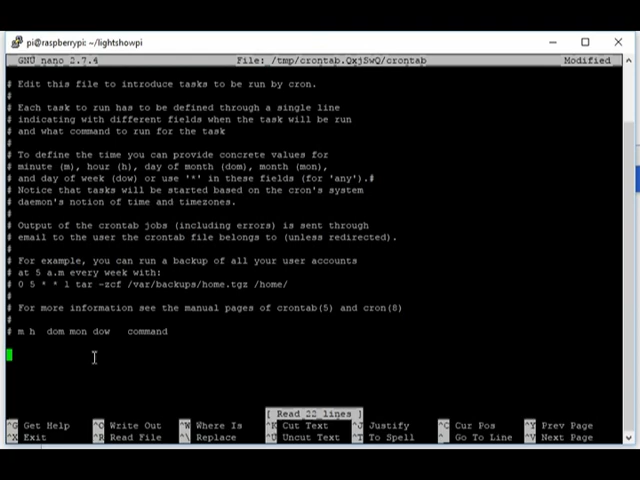 pi@raspberrypi: ~/lightshowpi
GNU nano 2.7.4 File: /tmp/crontab.QxjSwQ/crontab Modified
# Edit this file to introduce tasks to be run by cron.
#
# Each task to run has to be defined through a single line
# indicating with different fields when the task will be run
# and what command to run for the task
#
# To define the time you can provide concrete values for
# minute (m), hour (h), day of month (dom), month (mon),
# and day of week (dow) or use '*' in these fields (for 'any').#
# Notice that tasks will be started based on the cron's system
# daemon's notion of time and timezones.
#
# Output of the crontab jobs (including errors) is sent through
# email to the user the crontab file belongs to (unless redirected).
#
# For example, you can run a backup of all your user accounts
# at 5 a.m every week with:
# 0 5 * * 1 tar -zcf /var/backups/home.tgz /home/
#
# For more information see the manual pages of crontab(5) and cron(8)
#
# m h dom mon dow command
[ Read 22 lines ]
^G Get Help ^O Write Out ^W Where Is ^K Cut Text ^J Justify ^C Cur Pos ^Y Prev Page
^X Exit ^R Read File ^\ Replace ^U Uncut Text ^T To Spell ^_ Go To Line ^V Next Page